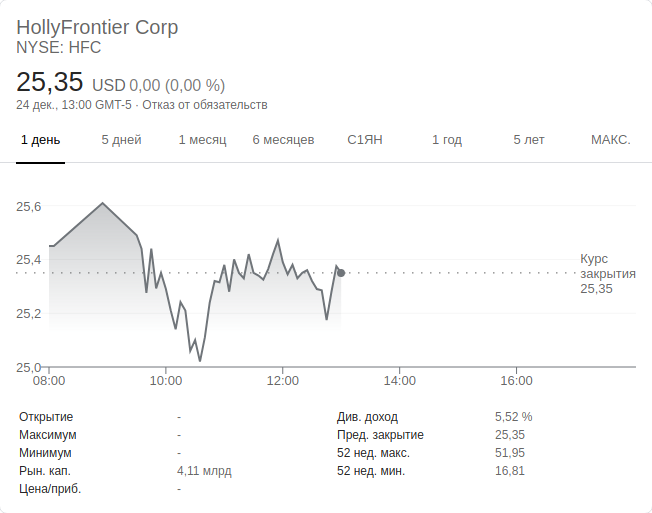 HollyFrontier Corp
NYSE: HFC
25,35 USD 0,00 (0,00 %)
24 дек., 13:00 GMT-5 · Отказ от обязательств
1 день 5 дней 1 месяц 6 месяцев С1ЯН 1 год 5 лет МАКС.
25,6
25,4
25,2
25,0
Курс
закрытия
25,35
08:00 10:00 12:00 14:00 16:00
Открытие - Див. доход 5,52 %
Максимум - Пред. закрытие 25,35
Минимум - 52 нед. макс. 51,95
Рын. кап. 4,11 млрд 52 нед. мин. 16,81
Цена/приб. -